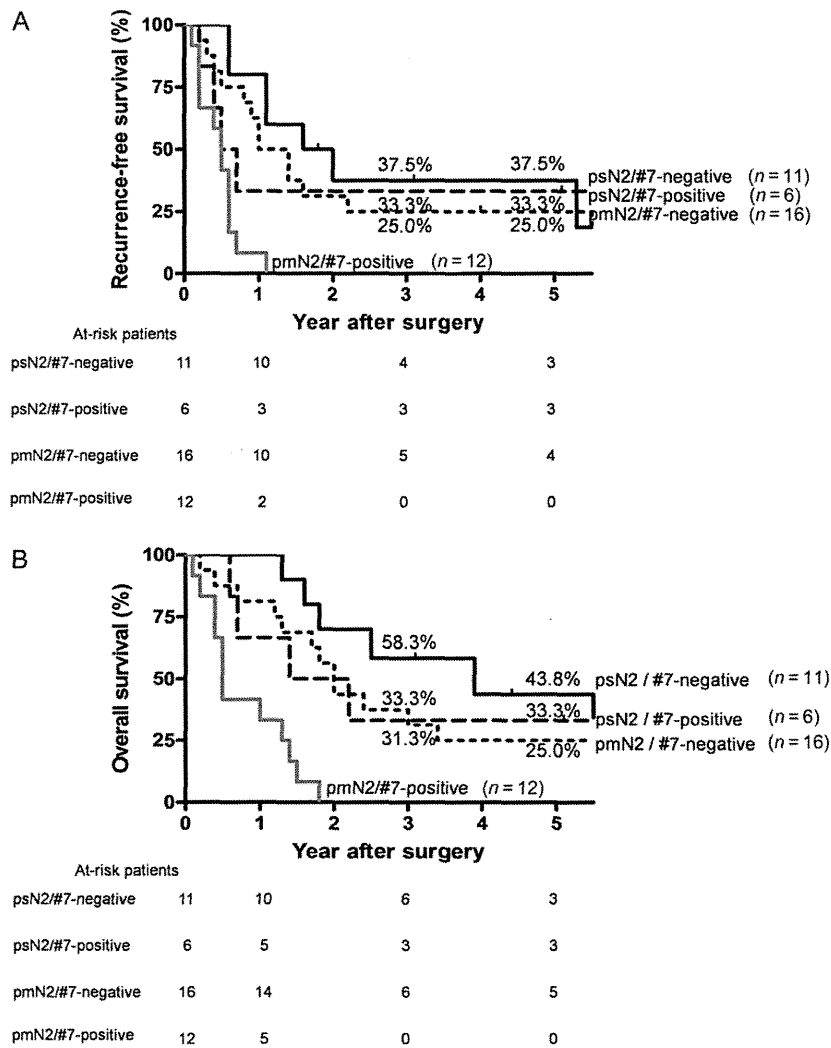 A
Recurrence-free survival (%)
100
75
50
25
0
37.5% 37.5%
33.3% 33.3%
25.0% 25.0%
psN2/#7-negative (n = 11)
psN2/#7-positive (n = 6)
pmN2/#7-negative (n = 16)
pmN2/#7-positive (n = 12)
0 1 2 3 4 5
Year after surgery
At-risk patients
psN2/#7-negative 11 10 4 3
psN2/#7-positive 6 3 3 3
pmN2/#7-negative 16 10 5 4
pmN2/#7-positive 12 2 0 0
B
Overall survival (%)
100
75
50
25
0
58.3% 43.8%
33.3% 33.3%
31.3% 25.0%
psN2 / #7-negative (n = 11)
psN2 / #7-positive (n = 6)
pmN2 / #7-negative (n = 16)
pmN2/#7-positive (n = 12)
0 1 2 3 4 5
Year after surgery
At-risk patients
psN2/#7-negative 11 10 6 3
psN2/#7-positive 6 5 3 3
pmN2/#7-negative 16 14 6 5
pmN2/#7-positive 12 5 0 0